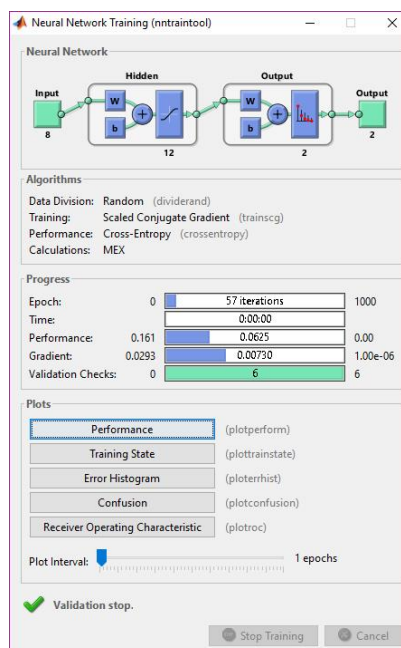 Neural Network Training (nntraintool)
Neural Network
Hidden
Output
Input
Output
W
W
b
b
8
2
12
2
Algorithms
Data Division: Random (dividerand)
Training: Scaled Conjugate Gradient (trainscg)
Performance: Cross-Entropy (crossentropy)
Calculations: MEX
Progress
Epoch: 0 57 iterations 1000
Time: 0:00:00
Performance: 0.161 0.0625 0.00
Gradient: 0.0293 0.00730 1.00e-06
Validation Checks: 0 6 6
Plots
Performance (plotperform)
Training State (plottrainstate)
Error Histogram (ploterrhist)
Confusion (plotconfusion)
Receiver Operating Characteristic (plotroc)
Plot Interval: 1 epochs
Validation stop.
Stop Training Cancel